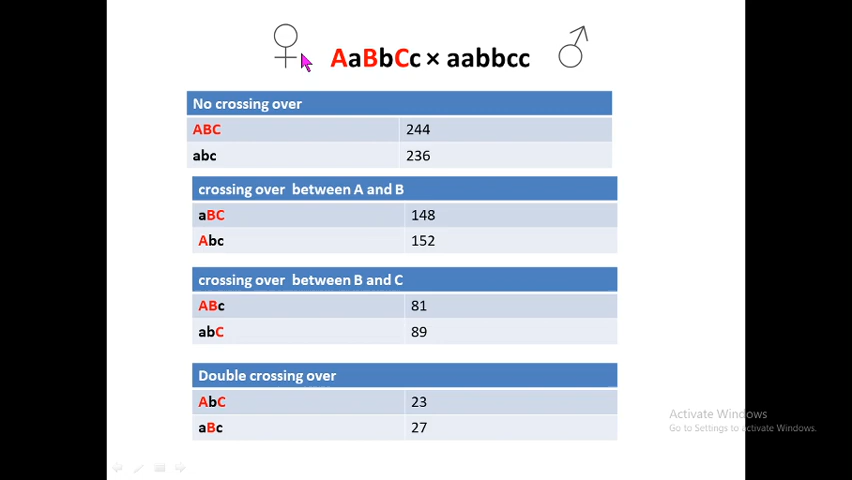 AaBbCc × aabbcc
No crossing over
ABC 244
abc 236
crossing over between A and B
aBC 148
Abc 152
crossing over between B and C
ABc 81
abC 89
Double crossing over
AbC 23
aBc 27
Activate Windows
Go to Settings to activate Windows.